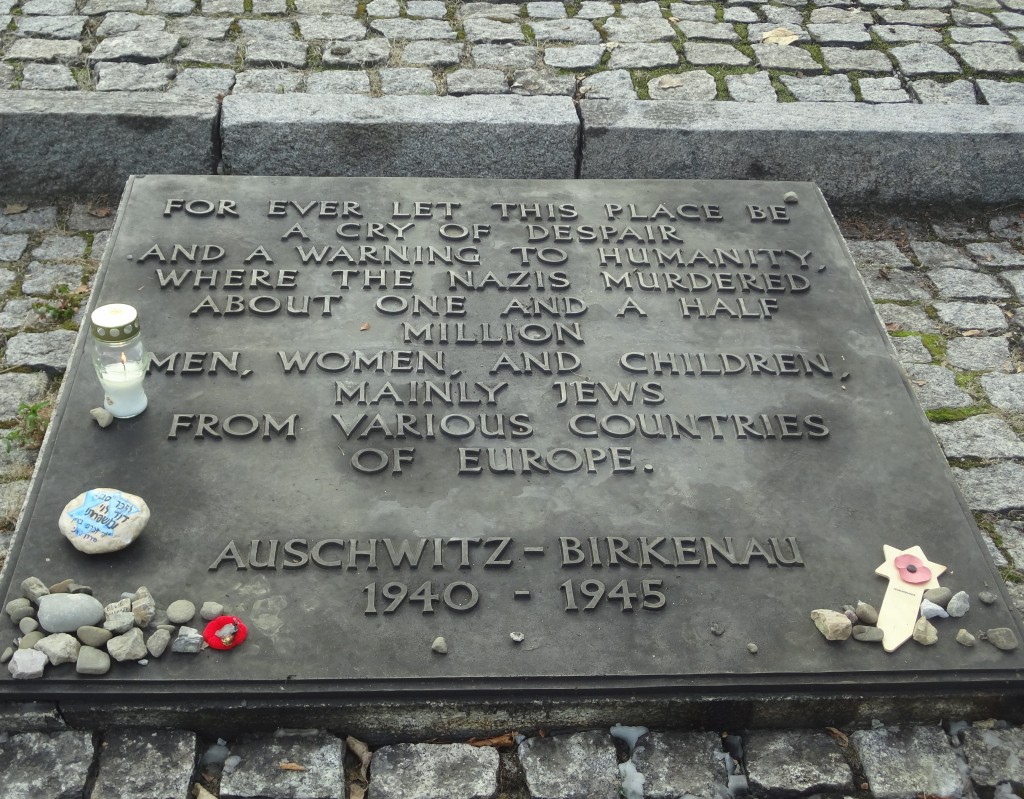 FOR EVER LET THIS PLACE BE
A CRY OF DESPAIR
AND A WARNING TO HUMANITY,
WHERE THE NAZIS MURDERED
ABOUT ONE AND A HALF
MILLION
MEN, WOMEN, AND CHILDREN,
MAINLY JEWS
FROM VARIOUS COUNTRIES
OF EUROPE.
AUSCHWITZ-BIRKENAU
1940 - 1945